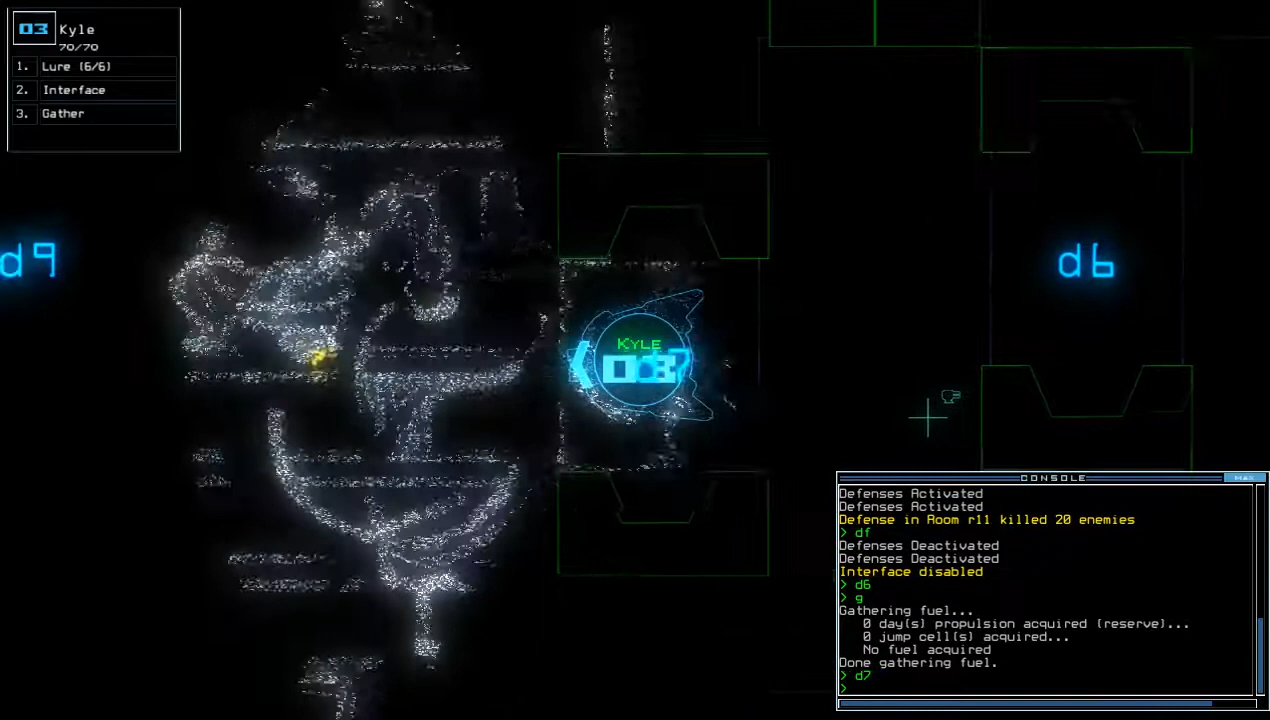 03 Kyle
70/70
1. Lure (6/6)
2. Interface
3. Gather
d9
d6
KYLE
03
d7
CONSOLE
MAX
Defenses Activated
Defenses Activated
Defense in Room r11 killed 20 enemies
> df
Defenses Deactivated
Defenses Deactivated
Interface disabled
> d6
> g
Gathering fuel...
0 day(s) propulsion acquired (reserve)...
0 jump cell(s) acquired...
No fuel acquired
Done gathering fuel.
> d7
>